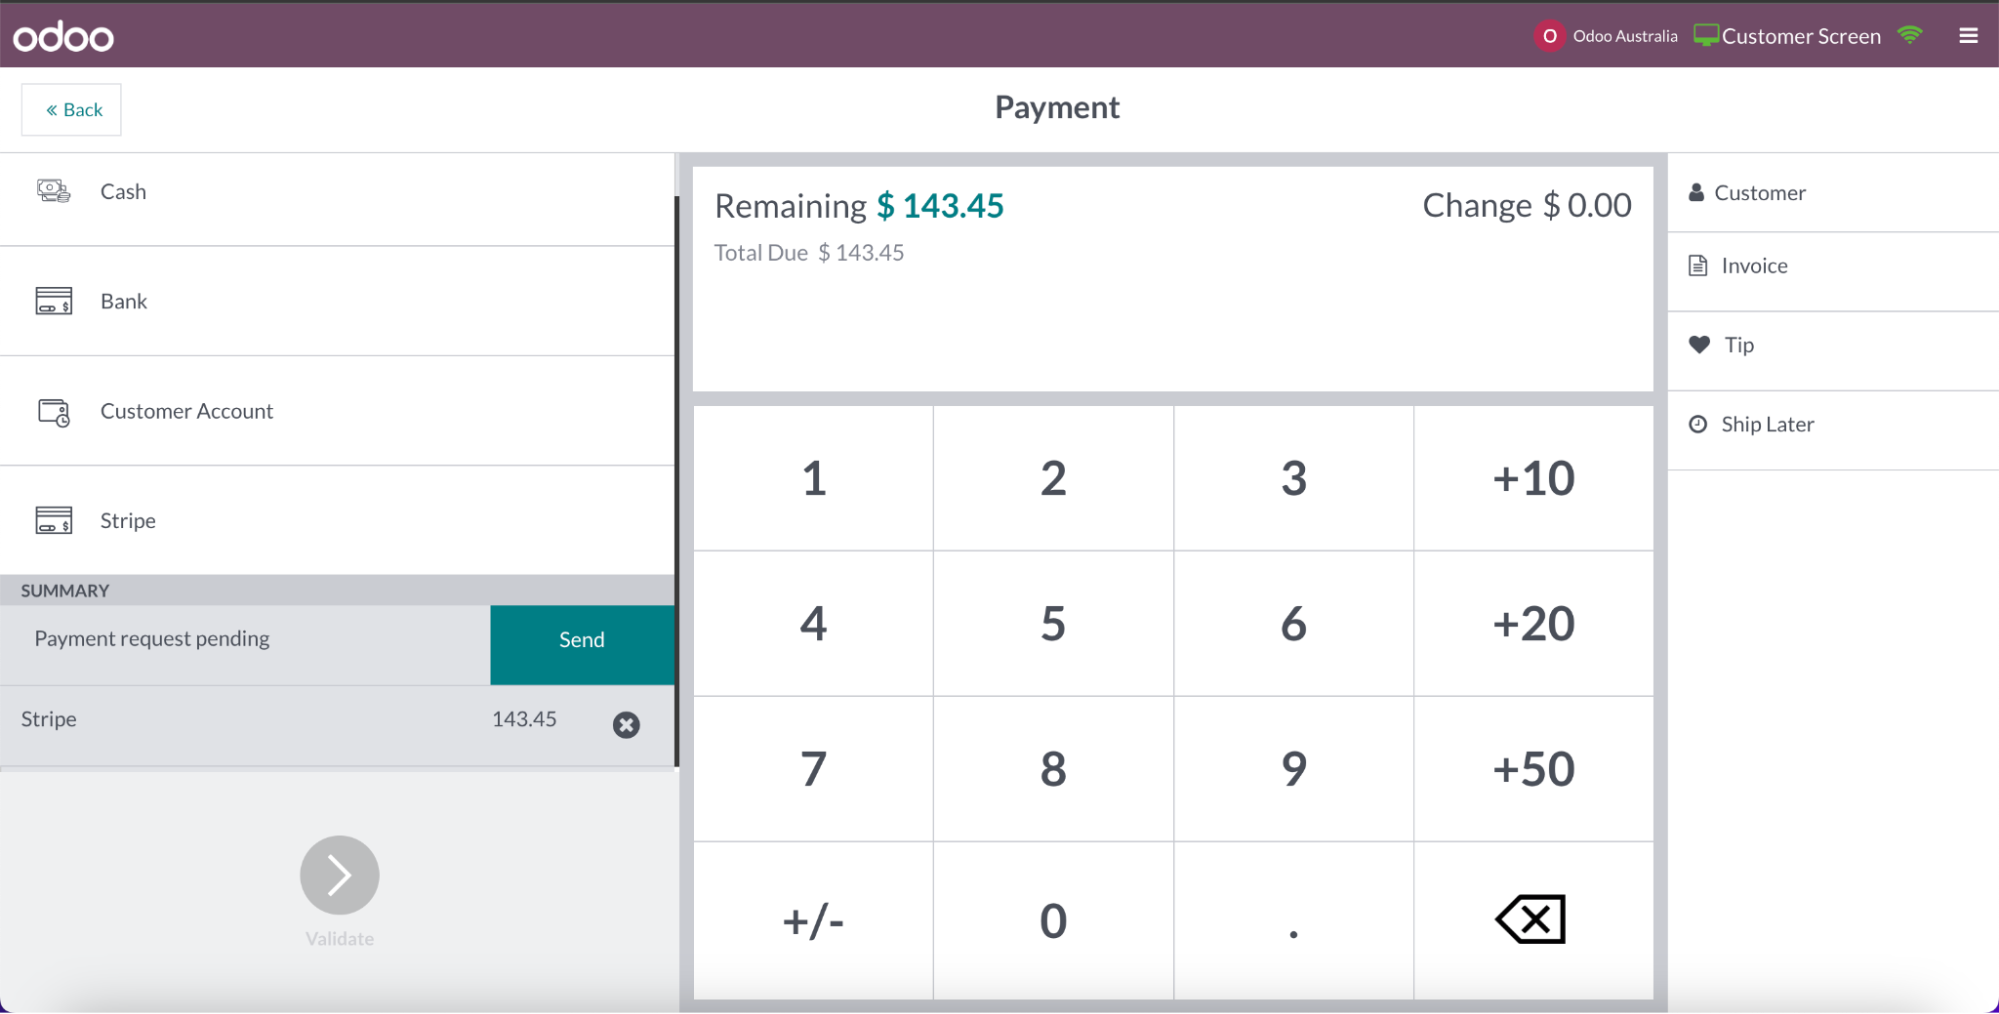 odoo
O Odoo Australia Customer Screen
« Back
Payment
Cash
Bank
Customer Account
Stripe
SUMMARY
Payment request pending Send
Stripe 143.45
Validate
Remaining $ 143.45 Change $ 0.00
Total Due $ 143.45
1 2 3 +10
4 5 6 +20
7 8 9 +50
+/- 0 .
Customer
Invoice
Tip
Ship Later